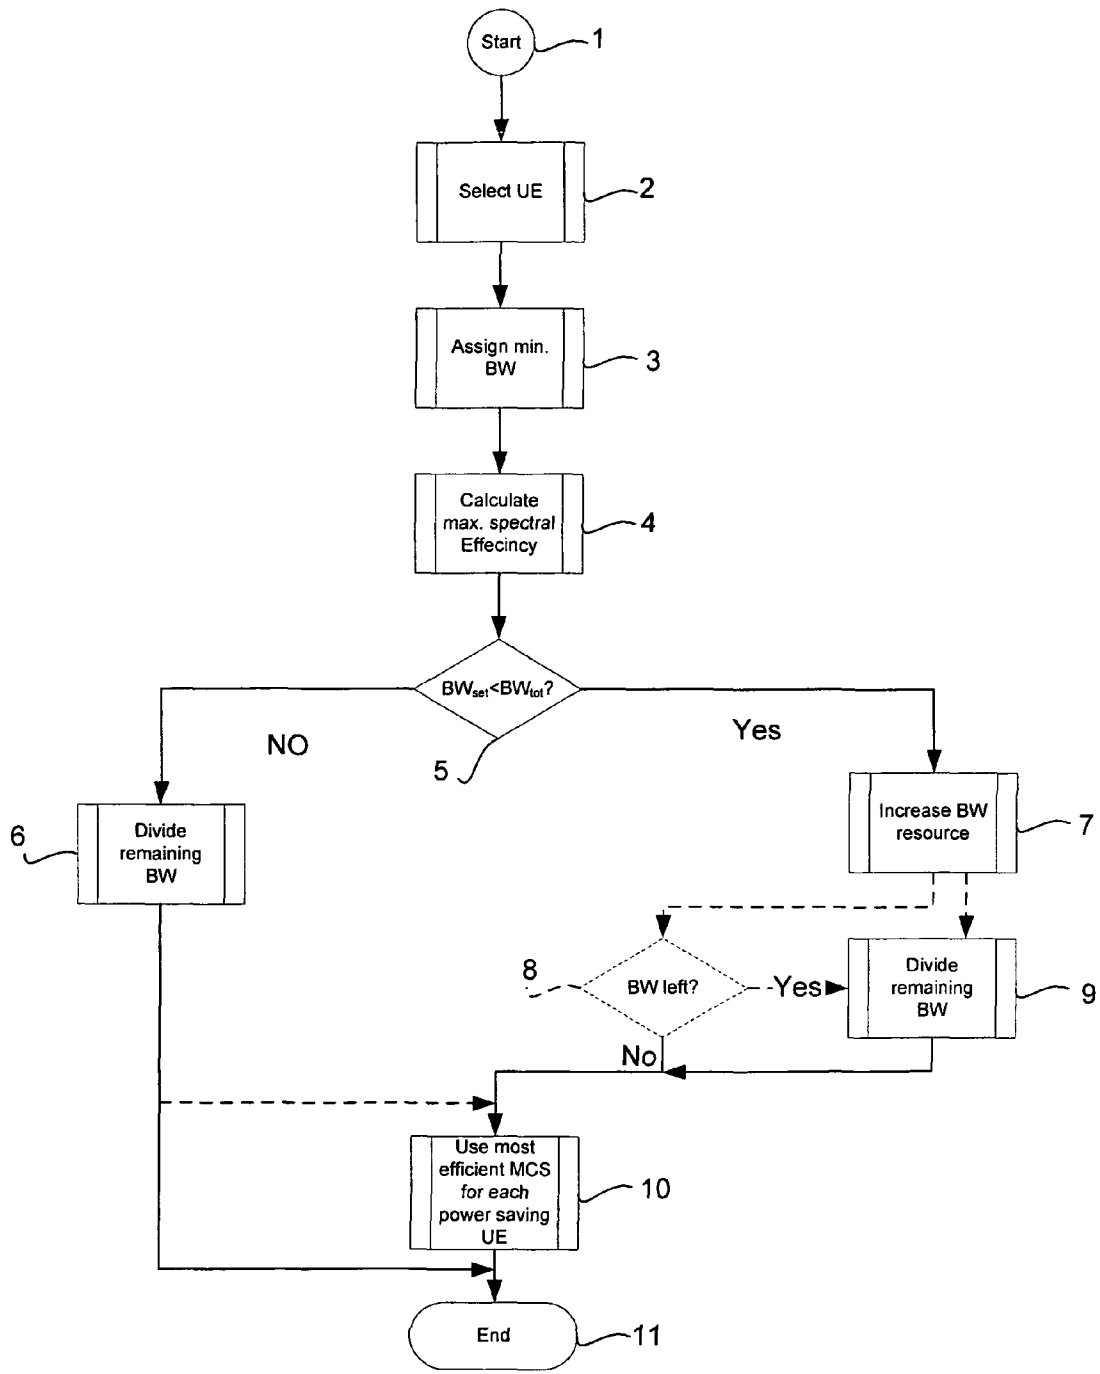 Start
1
Select UE
2
Assign min.
BW
3
Calculate
max. spectral
Effecincy
4
BWset<BWtot?
NO
Yes
5
6
Divide
remaining
BW
Increase BW
resource
7
8
BW left?
Yes
Divide
remaining
BW
9
No
Use most
efficient MCS
for each
power saving
UE
10
End
11